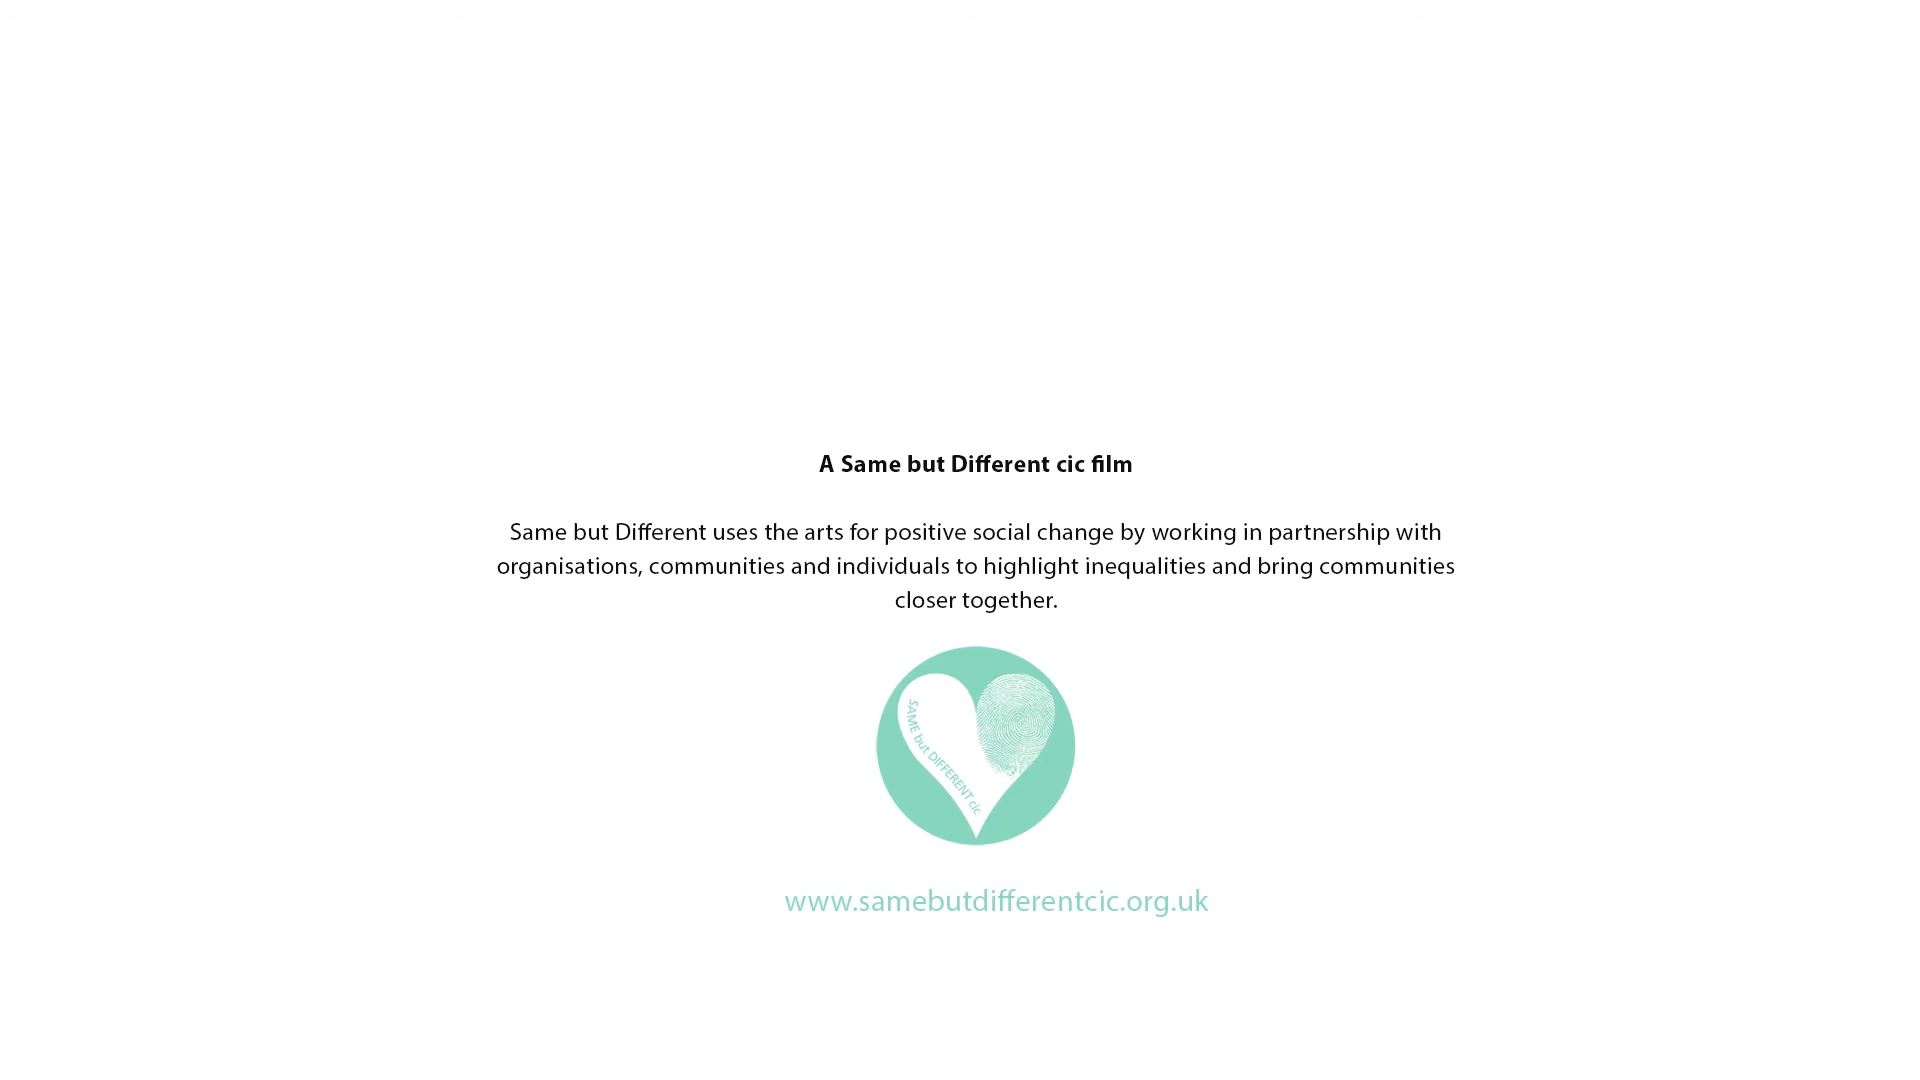 A Same but Different cic film
Same but Different uses the arts for positive social change by working in partnership with
organisations, communities and individuals to highlight inequalities and bring communities
closer together.
SAME but DIFFERENT cic
www.samebutdifferentcic.org.uk